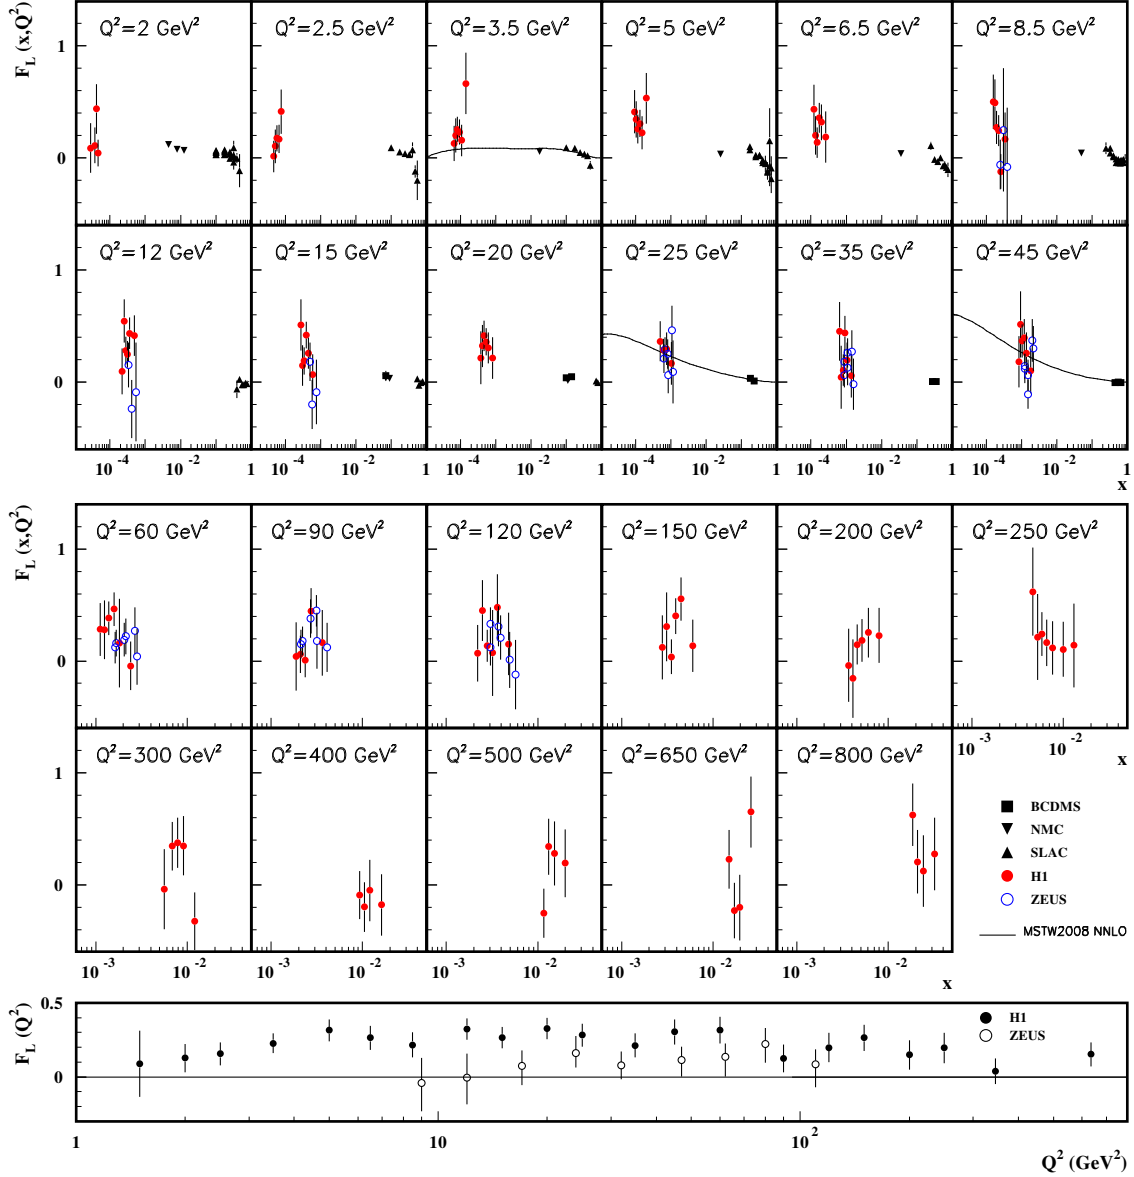 F_L (x,Q²)
Q²=2 GeV² Q²=2.5 GeV² Q²=3.5 GeV² Q²=5 GeV² Q²=6.5 GeV² Q²=8.5 GeV²
1
0
Q²=12 GeV² Q²=15 GeV² Q²=20 GeV² Q²=25 GeV² Q²=35 GeV² Q²=45 GeV²
1
0
10⁻⁴ 10⁻² 10⁻⁴ 10⁻² 1 10⁻⁴ 10⁻² 1 10⁻⁴ 10⁻² 1 10⁻⁴ 10⁻² 1 10⁻⁴ 10⁻² 1
x
F_L (x,Q²)
Q²=60 GeV² Q²=90 GeV² Q²=120 GeV² Q²=150 GeV² Q²=200 GeV² Q²=250 GeV²
1
0
10⁻³ 10⁻²
x
Q²=300 GeV² Q²=400 GeV² Q²=500 GeV² Q²=650 GeV² Q²=800 GeV²
1
0
10⁻³ 10⁻² 10⁻³ 10⁻² 10⁻³ 10⁻² 10⁻³ 10⁻² 10⁻³ 10⁻²
x
BCDMS
NMC
SLAC
H1
ZEUS
MSTW2008 NNLO
F_L (Q²)
0.5
0
H1
ZEUS
1 10 10²
Q² (GeV²)